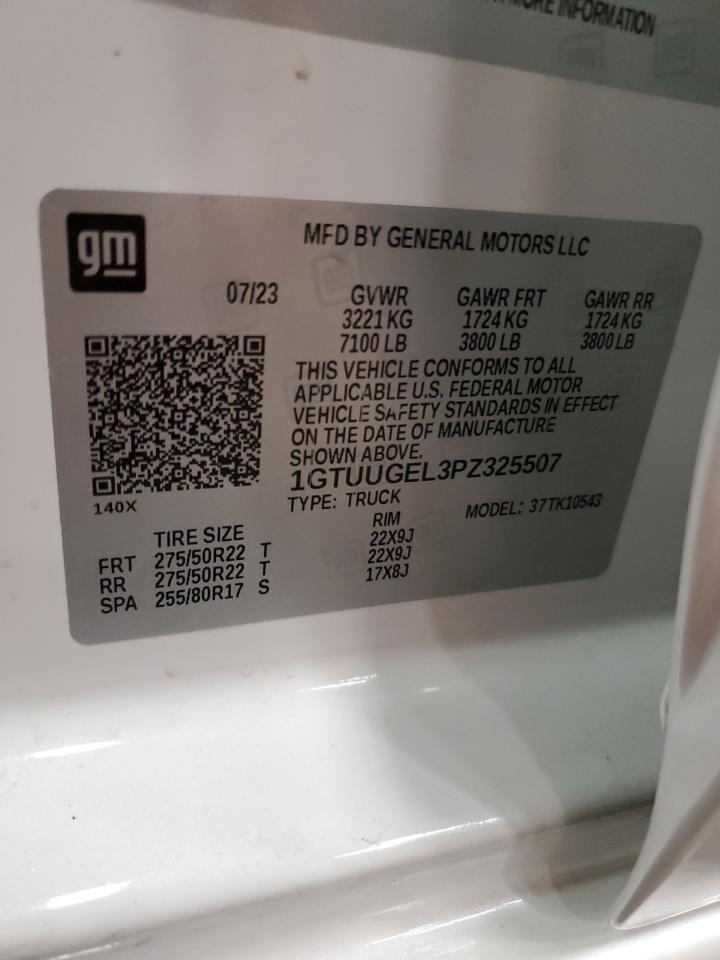 MORE INFORMATION
gm
MFD BY GENERAL MOTORS LLC
07/23
GVWR GAWR FRT GAWR RR
3221 KG 1724 KG 1724 KG
7100 LB 3800 LB 3800 LB
THIS VEHICLE CONFORMS TO ALL
APPLICABLE U.S. FEDERAL MOTOR
VEHICLE SAFETY STANDARDS IN EFFECT
ON THE DATE OF MANUFACTURE
SHOWN ABOVE.
1GTUUGEL3PZ325507
TYPE: TRUCK MODEL: 37TK10543
140X
TIRE SIZE RIM
FRT 275/50R22 T 22X9J
RR 275/50R22 T 22X9J
SPA 255/80R17 S 17X8J